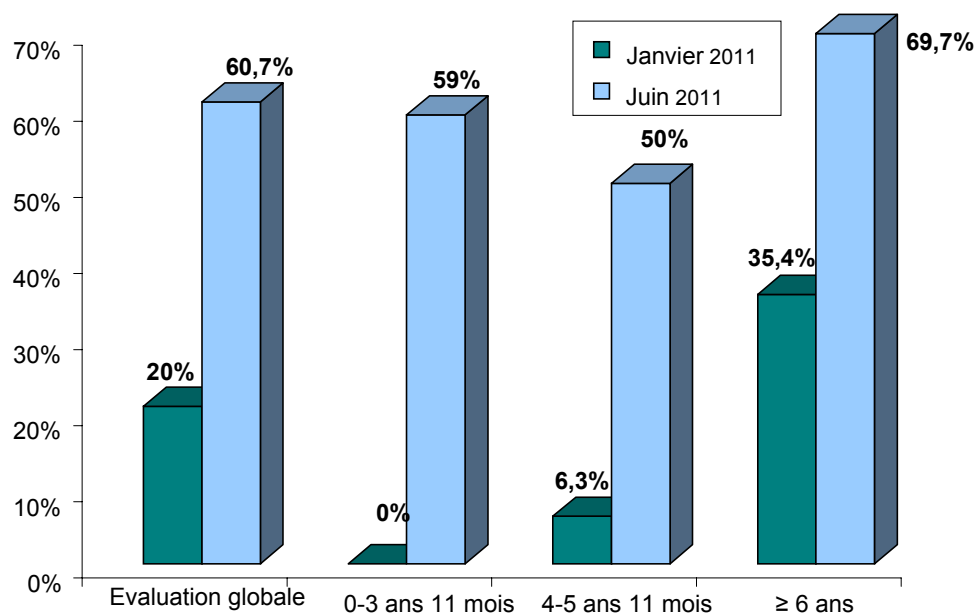 70%
60%
50%
40%
30%
20%
10%
0%
60,7%
59%
50%
69,7%
20%
0%
6,3%
35,4%
Janvier 2011
Juin 2011
Evaluation globale
0-3 ans 11 mois
4-5 ans 11 mois
≥ 6 ans